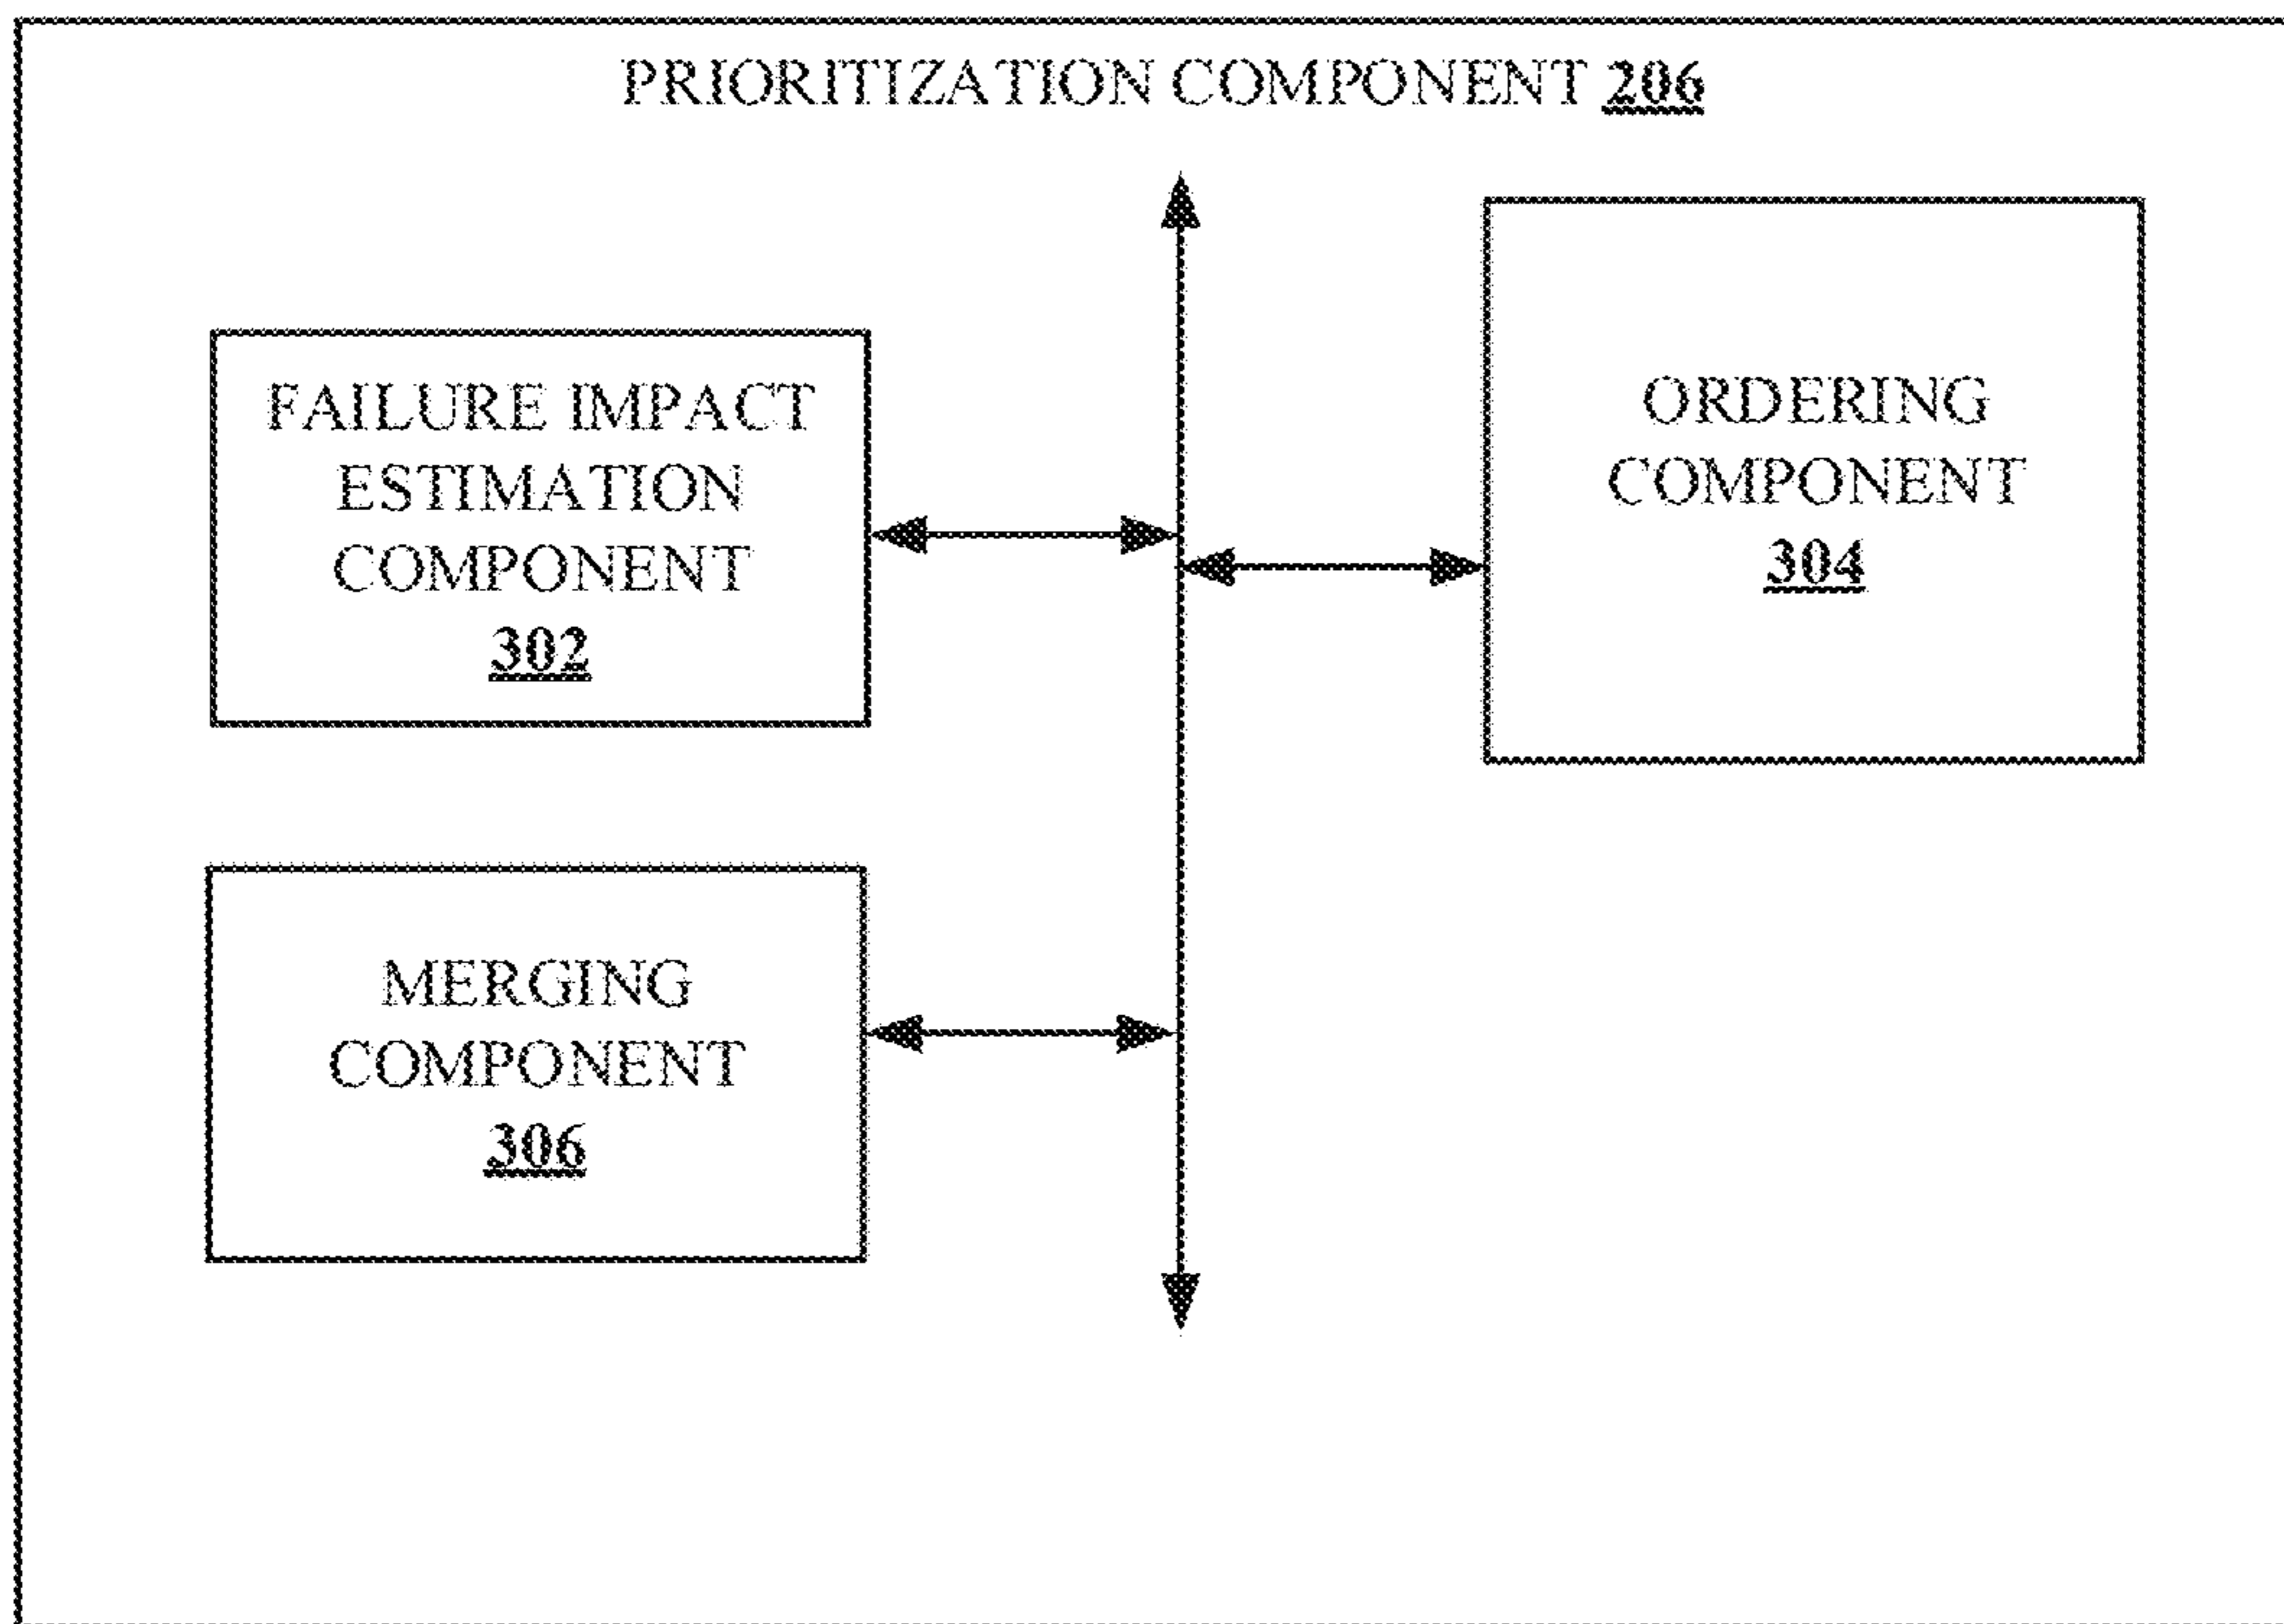 PRIORITIZATION COMPONENT 206
FAILURE IMPACT
ESTIMATION
COMPONENT
302
ORDERING
COMPONENT
304
MERGING
COMPONENT
306